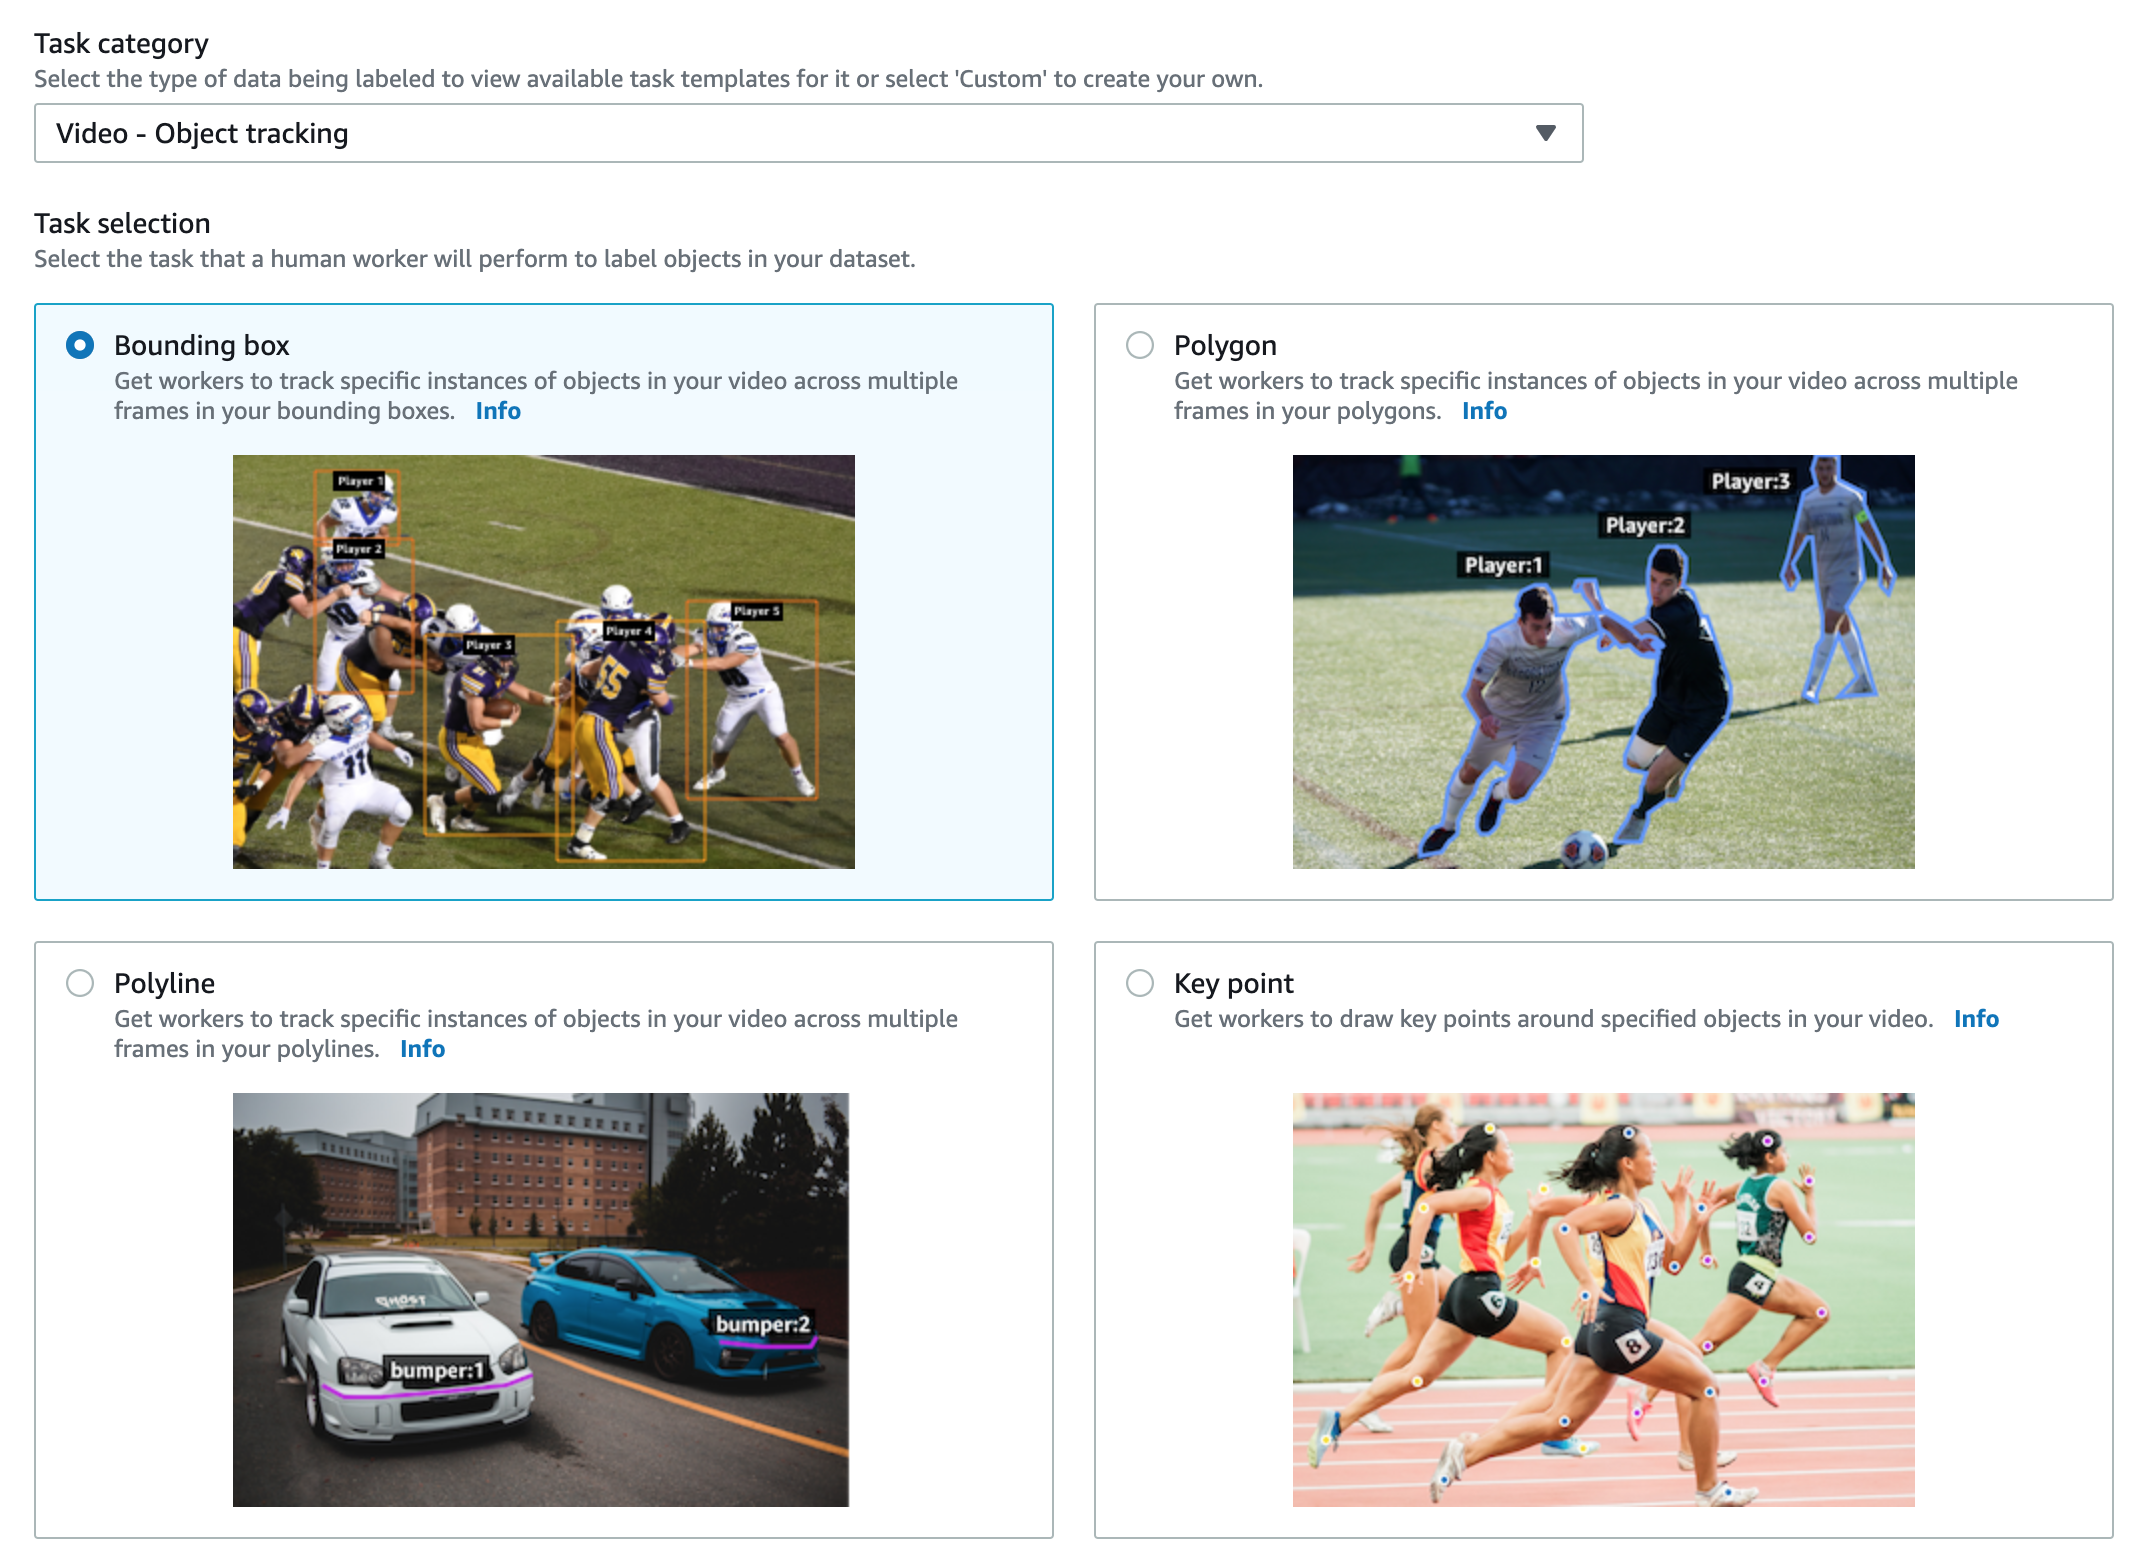 Task category
Select the type of data being labeled to view available task templates for it or select 'Custom' to create your own.
Video - Object tracking
Task selection
Select the task that a human worker will perform to label objects in your dataset.
Bounding box
Get workers to track specific instances of objects in your video across multiple
frames in your bounding boxes. Info
Player 1
Player 2
Player 3
Player 4
Player 5
55
11
Polygon
Get workers to track specific instances of objects in your video across multiple
frames in your polygons. Info
Player:3
Player:2
Player:1
12
Polyline
Get workers to track specific instances of objects in your video across multiple
frames in your polylines. Info
GHOST
bumper:2
bumper:1
Key point
Get workers to draw key points around specified objects in your video. Info
4
6
8